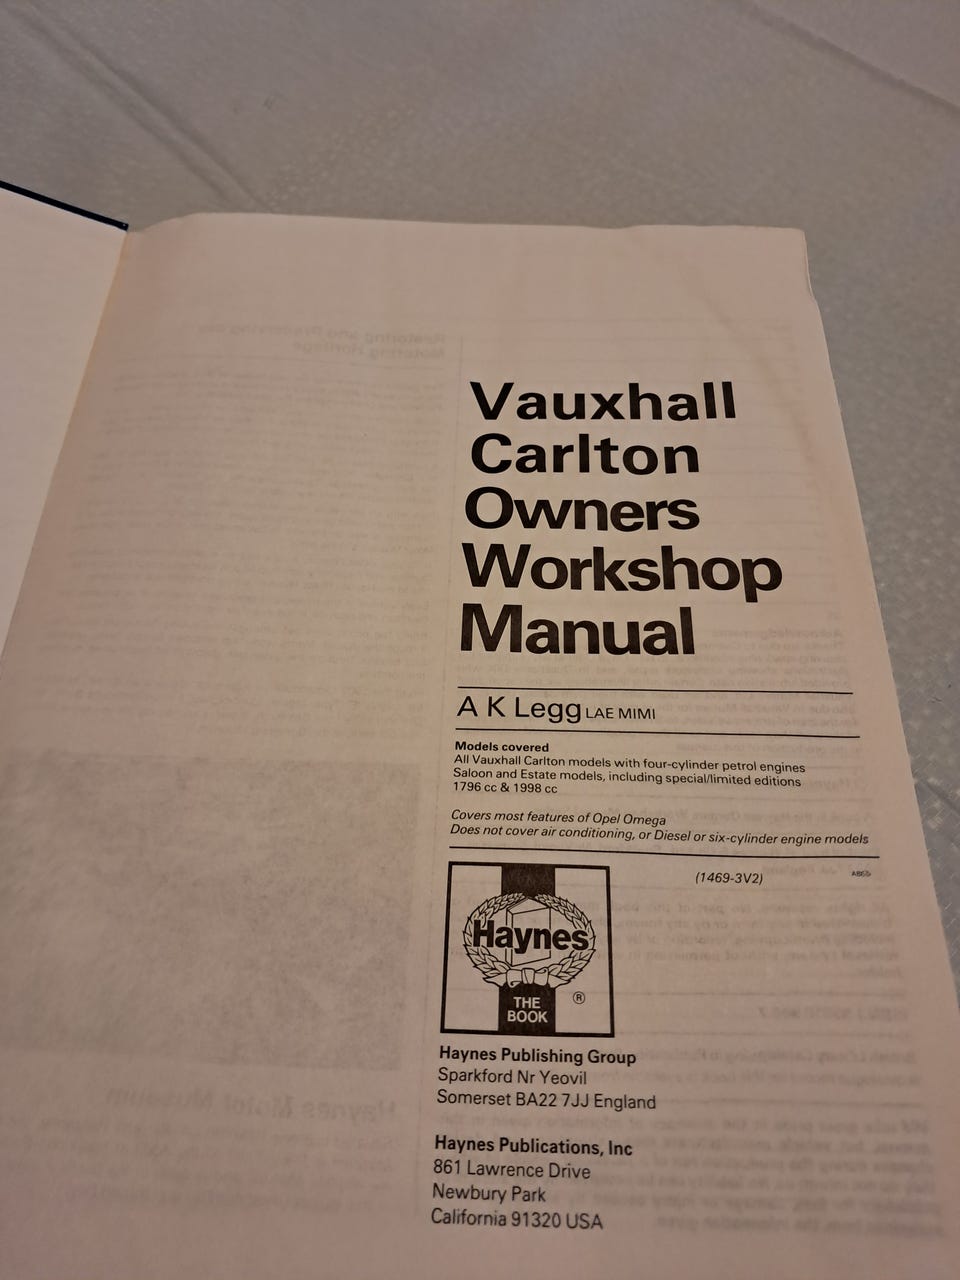 Vauxhall
Carlton
Owners
Workshop
Manual
A K Legg LAE MIMI
Models covered
All Vauxhall Carlton models with four-cylinder petrol engines
Saloon and Estate models, including special/limited editions
1796 cc & 1998 cc
Covers most features of Opel Omega
Does not cover air conditioning, or Diesel or six-cylinder engine models
(1469-3V2)
Haynes
®
THE
BOOK
Haynes Publishing Group
Sparkford Nr Yeovil
Somerset BA22 7JJ England
Haynes Publications, Inc
861 Lawrence Drive
Newbury Park
California 91320 USA